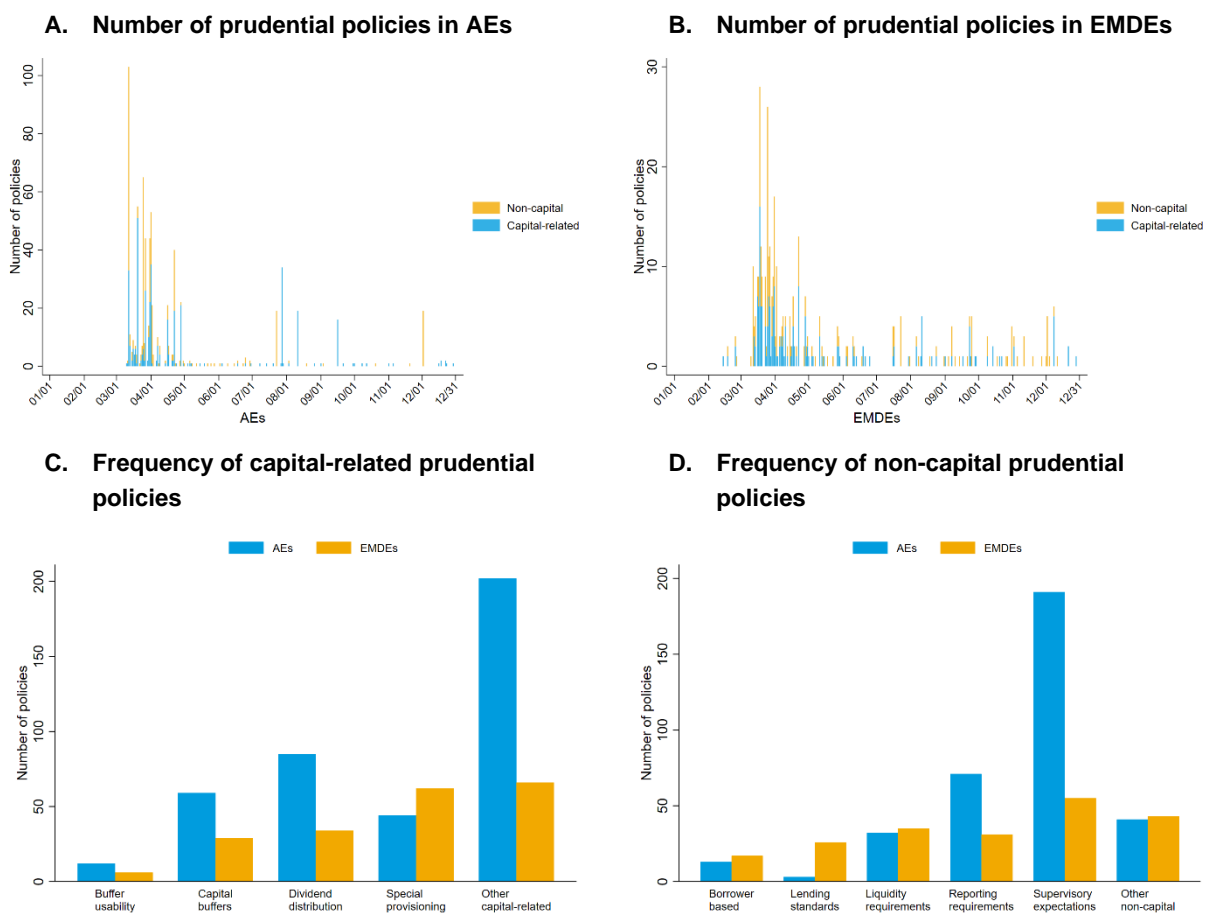 A. Number of prudential policies in AEs
Number of policies
100
80
60
40
20
0
01/01
02/01
03/01
04/01
05/01
06/01
07/01
08/01
09/01
10/01
11/01
12/01
12/31
AEs
Non-capital
Capital-related
B. Number of prudential policies in EMDEs
Number of policies
30
20
10
0
01/01
02/01
03/01
04/01
05/01
06/01
07/01
08/01
09/01
10/01
11/01
12/01
12/31
EMDEs
Non-capital
Capital-related
C. Frequency of capital-related prudential
policies
AEs EMDEs
Number of policies
200
150
100
50
0
Buffer
usability
Capital
buffers
Dividend
distribution
Special
provisioning
Other
capital-related
D. Frequency of non-capital prudential
policies
AEs EMDEs
Number of policies
200
150
100
50
0
Borrower
based
Lending
standards
Liquidity
requirements
Reporting
requirements
Supervisory
expectations
Other
non-capital